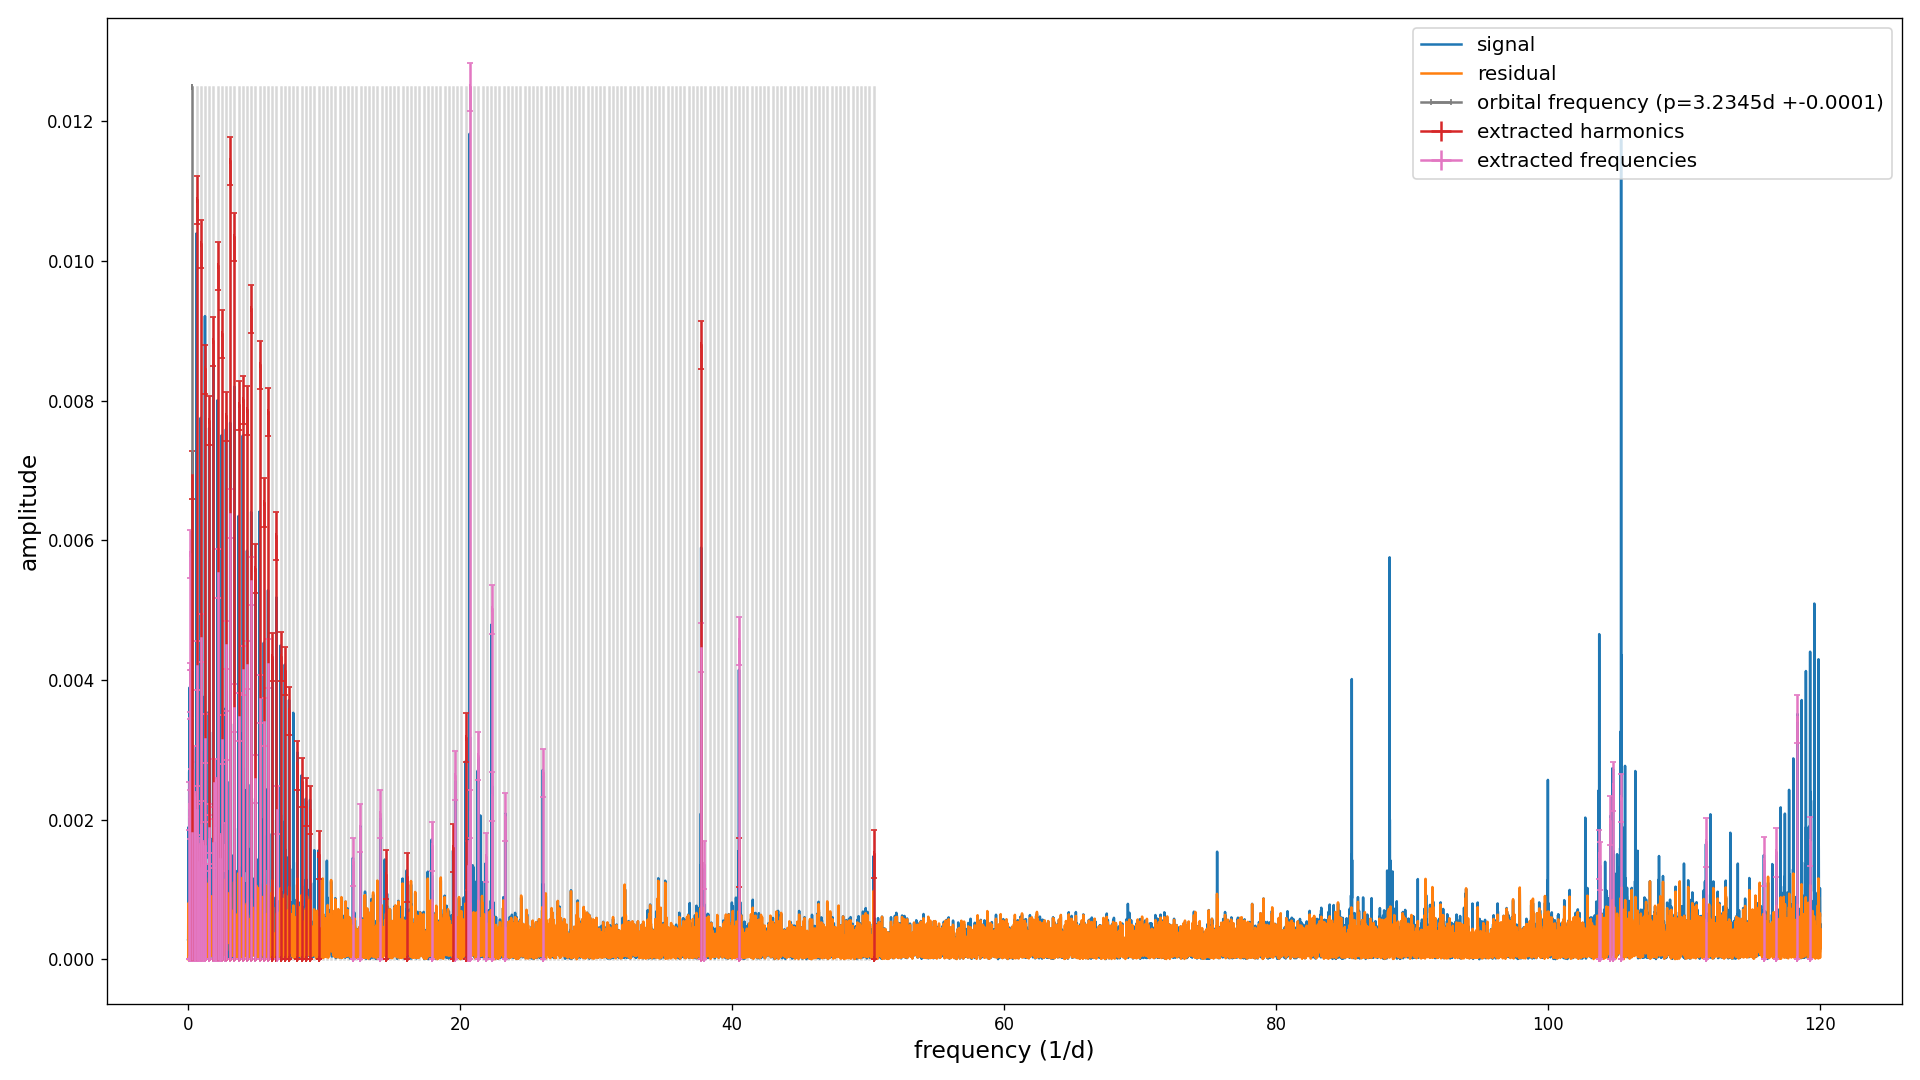 signal
residual
orbital frequency (p=3.2345d +-0.0001)
extracted harmonics
extracted frequencies
0.012
0.010
0.008
0.006
0.004
0.002
0.000
amplitude
0 20 40 60 80 100 120
frequency (1/d)